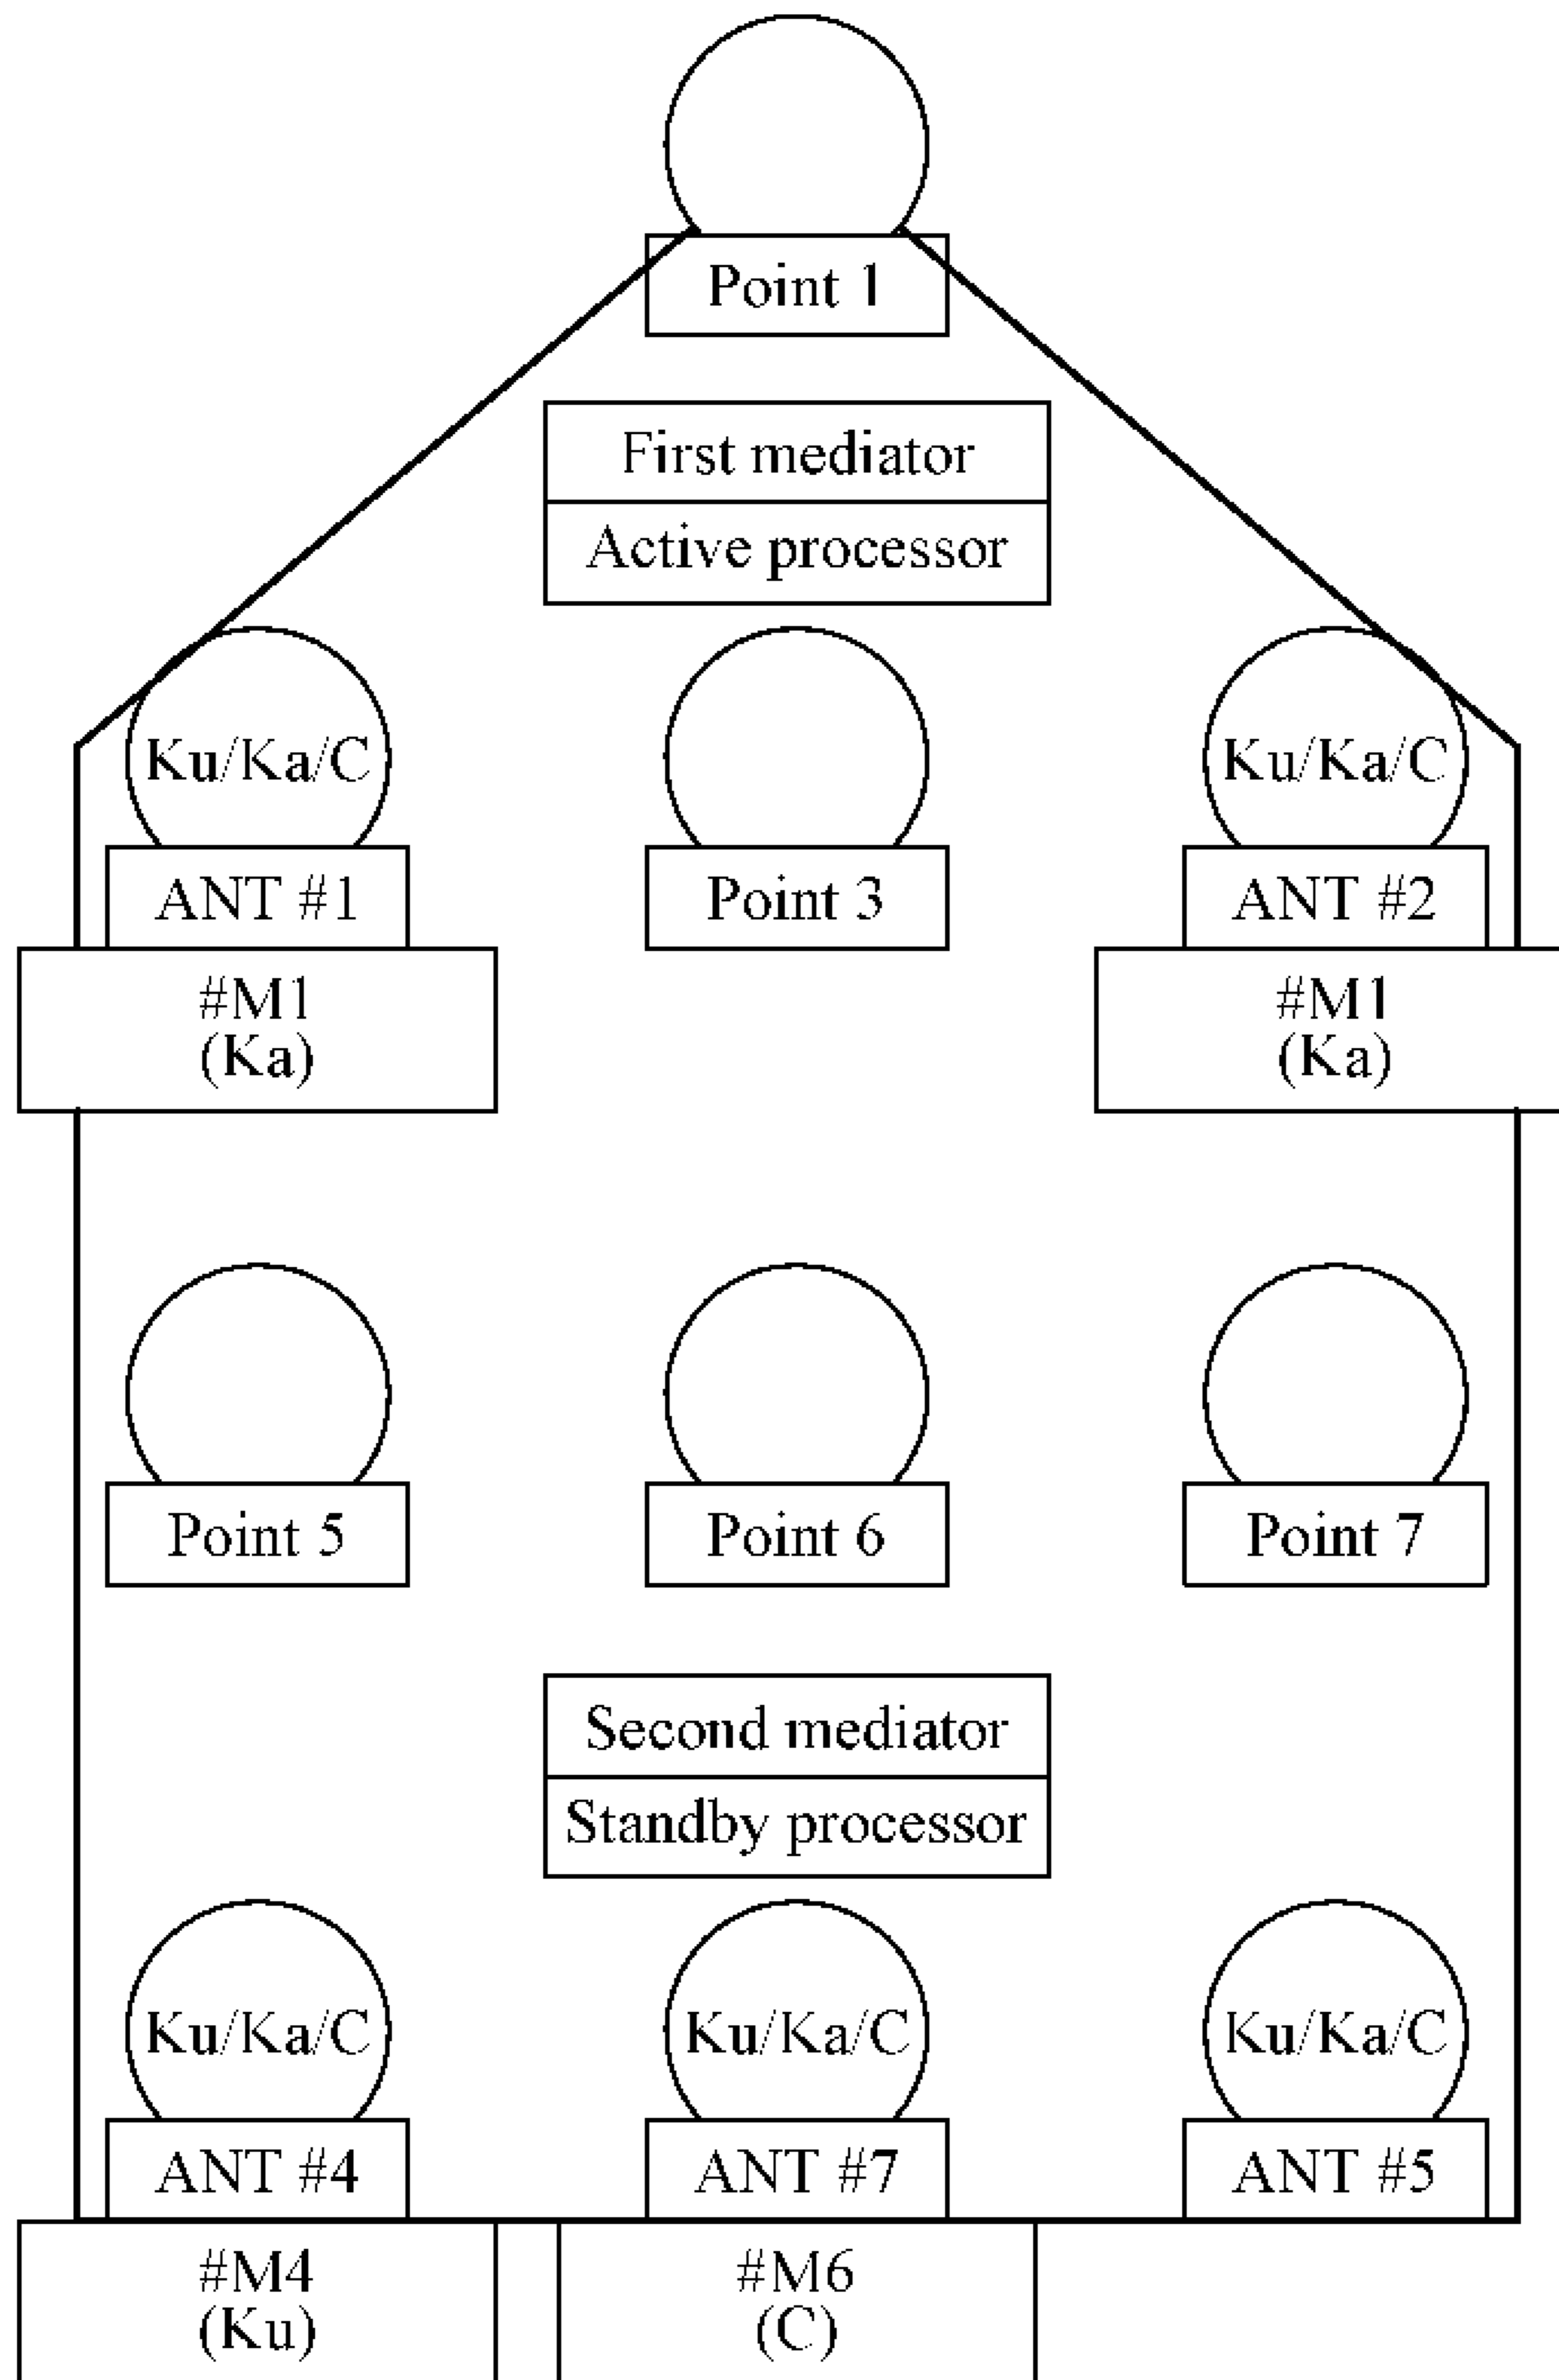 Point 1
First mediator
Active processor
Ku/Ka/C
Ku/Ka/C
ANT #1
Point 3
ANT #2
#M1
(Ka)
#M1
(Ka)
Point 5
Point 6
Point 7
Second mediator
Standby processor
Ku/Ka/C
Ku/Ka/C
Ku/Ka/C
ANT #4
ANT #7
ANT #5
#M4
(Ku)
#M6
(C)